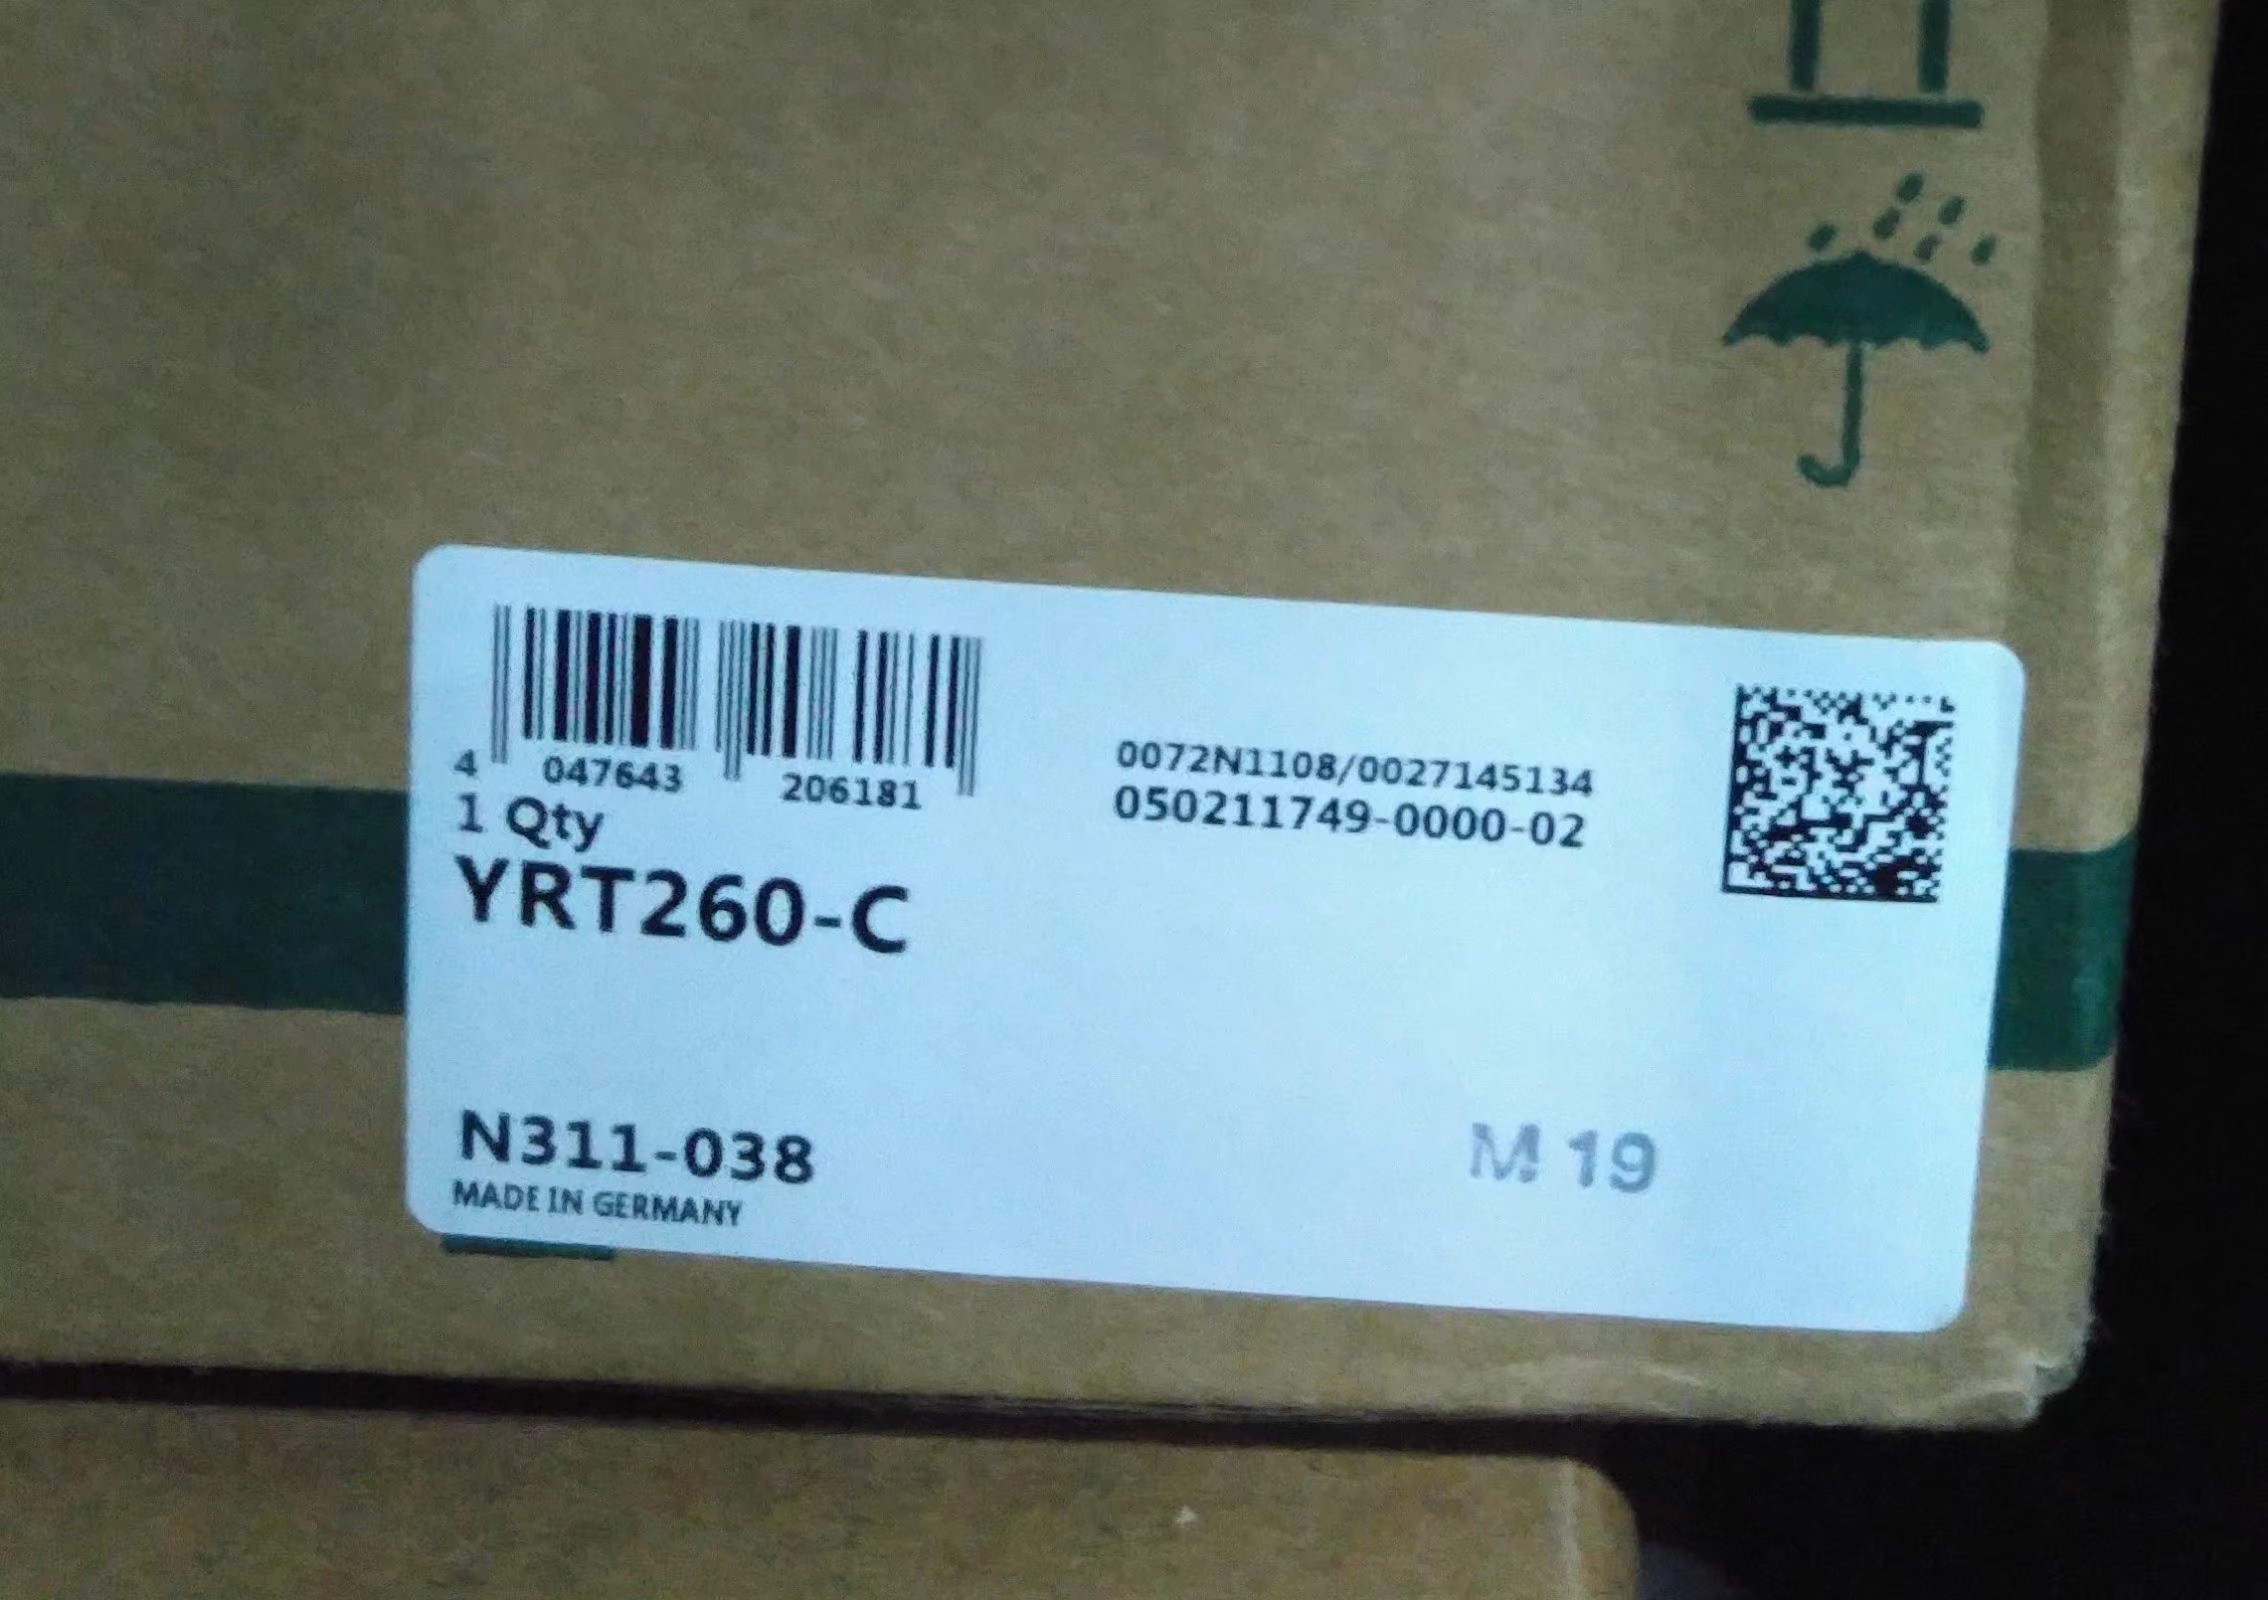 4 047643 206181
1 Qty
0072N1108/0027145134
050211749-0000-02
YRT260-C
N311-038
M 19
MADE IN GERMANY